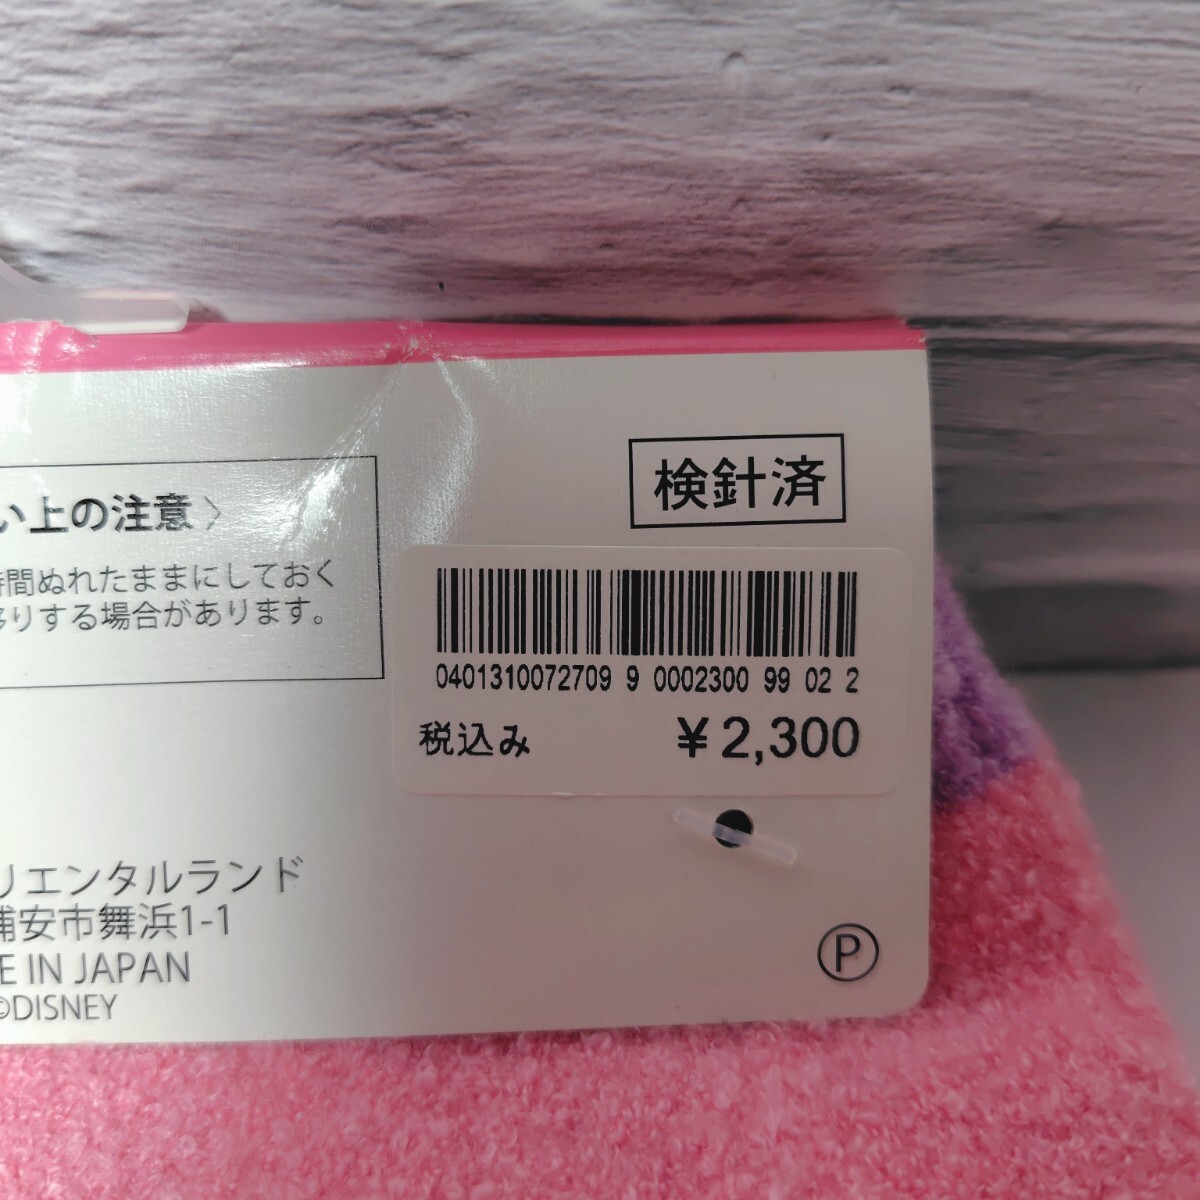 検針済
い上の注意〉
時間ぬれたままにしておく
移りする場合があります。
0401310072709 9 0002300 99 02 2
税込み ¥2,300
リエンタルランド
浦安市舞浜1-1
E IN JAPAN
©DISNEY
P